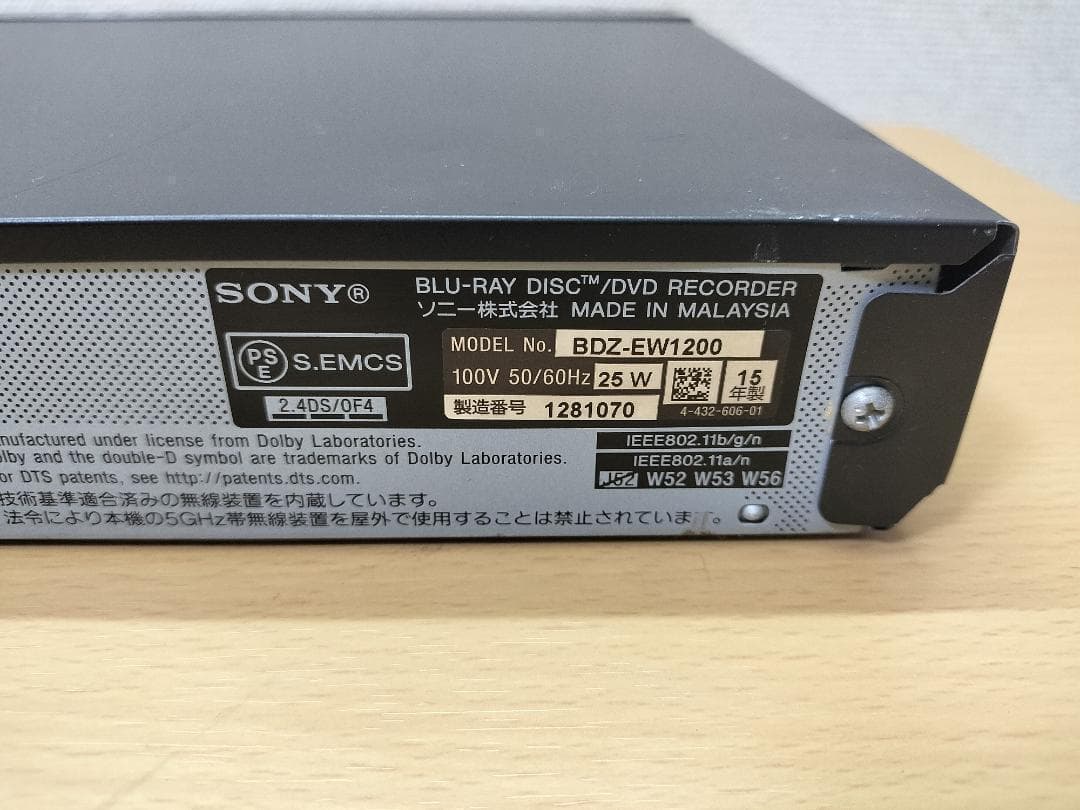 SONY®
BLU-RAY DISC™/DVD RECORDER
ソニー株式会社 MADE IN MALAYSIA
PSE S.EMCS
2.4DS/OF4
MODEL No. BDZ-EW1200
100V 50/60Hz 25 W
15年製
製造番号 1281070
4-432-606-01
nufactured under license from Dolby Laboratories.
lby and the double-D symbol are trademarks of Dolby Laboratories.
or DTS patents, see http://patents.dts.com.
IEEE802.11b/g/n
IEEE802.11a/n
J52 W52 W53 W56
技術基準適合済みの無線装置を内蔵しています。
法令により本機の5GHz帯無線装置を屋外で使用することは禁止されています。